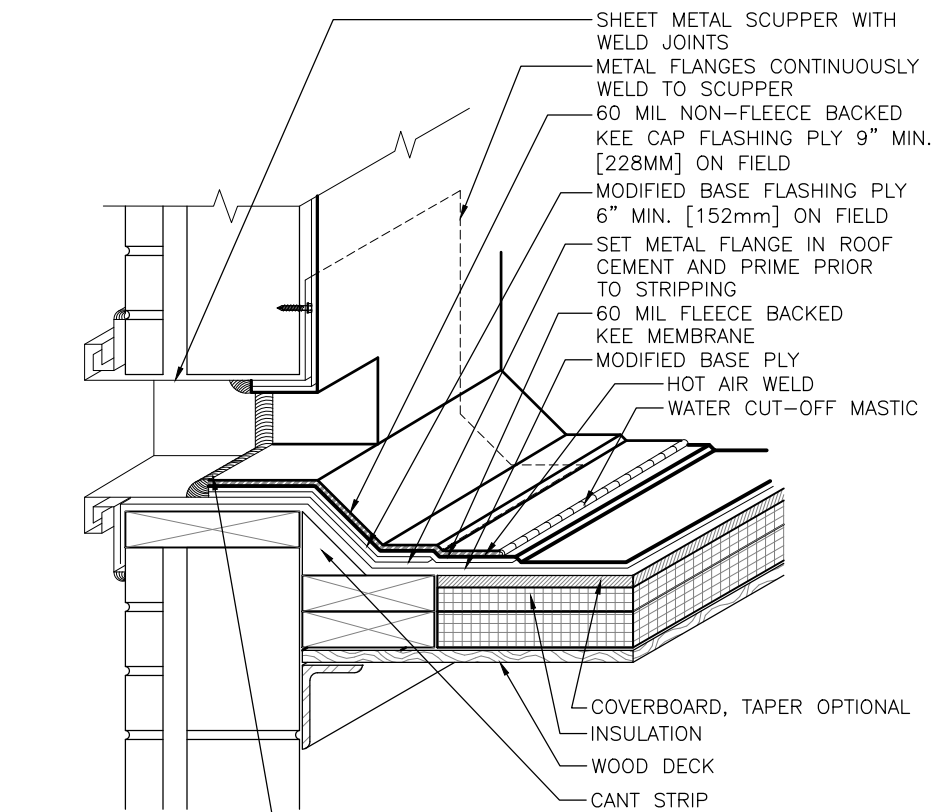 SHEET METAL SCUPPER WITH
WELD JOINTS
METAL FLANGES CONTINUOUSLY
WELD TO SCUPPER
60 MIL NON-FLEECE BACKED
KEE CAP FLASHING PLY 9" MIN.
[228MM] ON FIELD
MODIFIED BASE FLASHING PLY
6" MIN. [152mm] ON FIELD
SET METAL FLANGE IN ROOF
CEMENT AND PRIME PRIOR
TO STRIPPING
60 MIL FLEECE BACKED
KEE MEMBRANE
MODIFIED BASE PLY
HOT AIR WELD
WATER CUT-OFF MASTIC
COVERBOARD, TAPER OPTIONAL
INSULATION
WOOD DECK
CANT STRIP